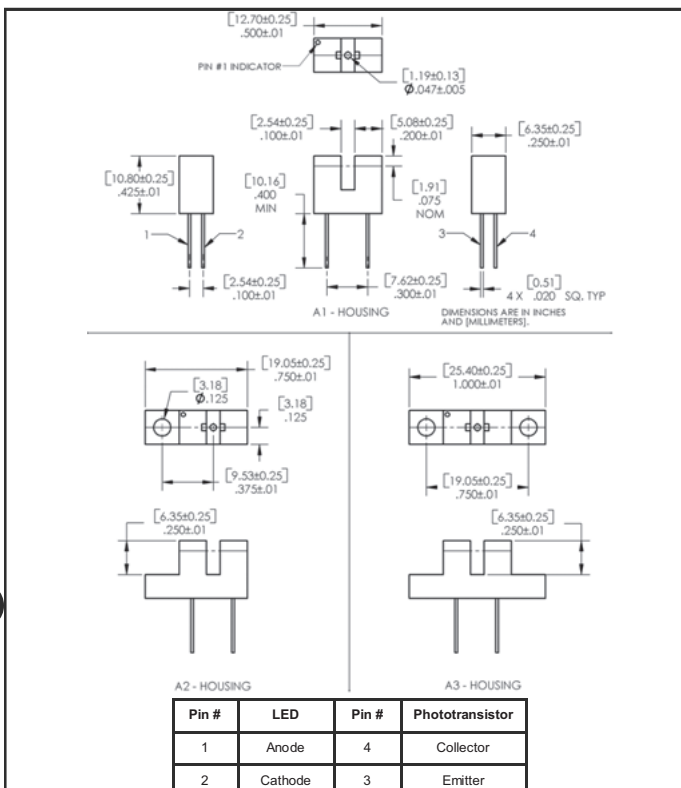 [12.70±0.25]
.500±.01
PIN #1 INDICATOR
[1.19±0.13]
Ø.047±.005
[2.54±0.25]
.100±.01
[5.08±0.25]
.200±.01
[6.35±0.25]
.250±.01
[10.80±0.25]
.425±.01
[10.16]
.400
MIN
[1.91]
.075
NOM
1
2
3
4
[2.54±0.25]
.100±.01
[7.62±0.25]
.300±.01
[0.51]
4 X .020 SQ. TYP
A1 - HOUSING
DIMENSIONS ARE IN INCHES
AND [MILLIMETERS].
[19.05±0.25]
.750±.01
[3.18]
Ø.125
[3.18]
.125
[9.53±0.25]
.375±.01
[6.35±0.25]
.250±.01
A2 - HOUSING
[25.40±0.25]
1.000±.01
[19.05±0.25]
.750±.01
[6.35±0.25]
.250±.01
A3 - HOUSING
Pin # LED Pin # Phototransistor
1 Anode 4 Collector
2 Cathode 3 Emitter